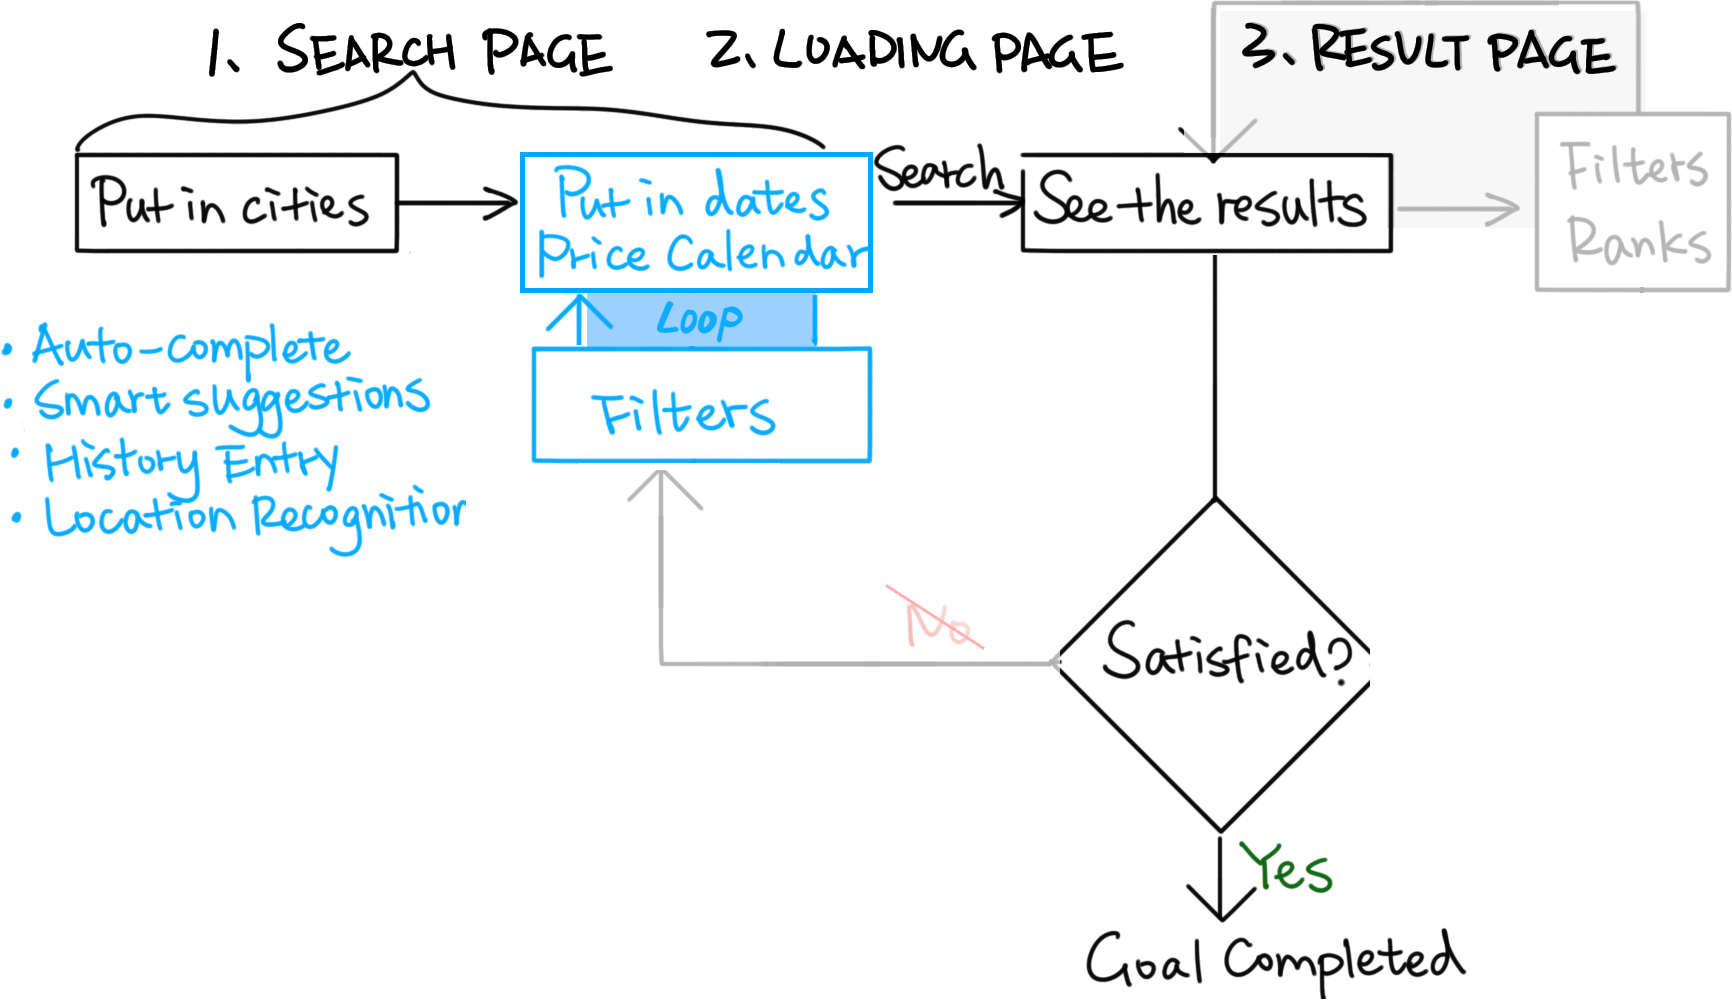 1. SEARCH PAGE
2. LOADING PAGE
3. RESULT PAGE
Put in cities
Put in dates
Price Calendar
Search
See the results
Filters
Ranks
LOOP
Filters
• Auto-complete
• Smart suggestions
• History Entry
• Location Recognition
No
Satisfied?
Yes
Goal Completed